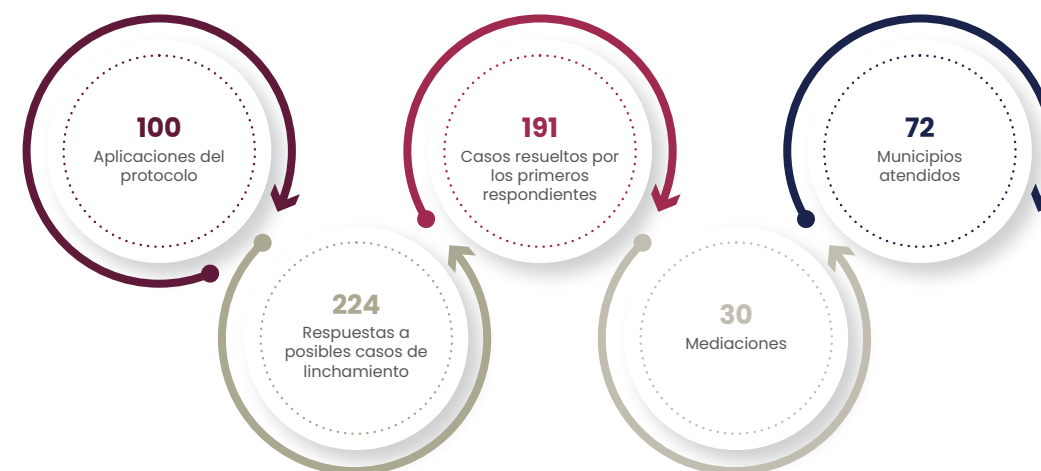 100
Aplicaciones del
protocolo
224
Respuestas a
posibles casos de
linchamiento
191
Casos resueltos por
los primeros
respondientes
30
Mediaciones
72
Municipios
atendidos